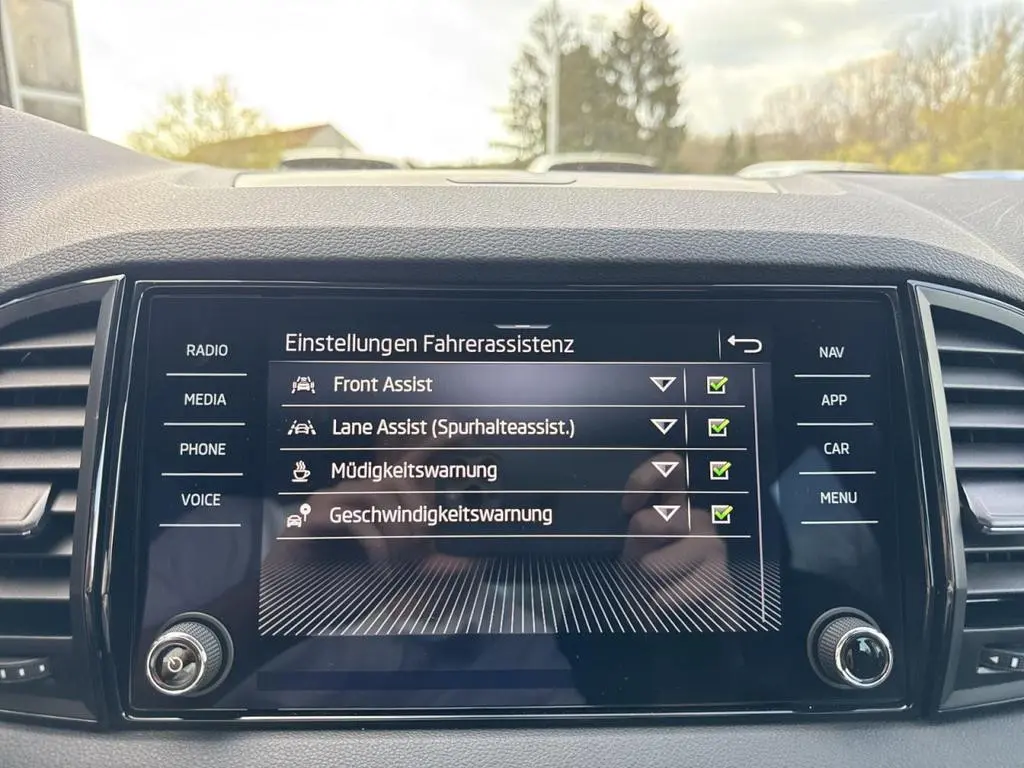 RADIO
MEDIA
PHONE
VOICE
Einstellungen Fahrerassistenz
Front Assist
Lane Assist (Spurhalteassist.)
Müdigkeitswarnung
Geschwindigkeitswarnung
NAV
APP
CAR
MENU